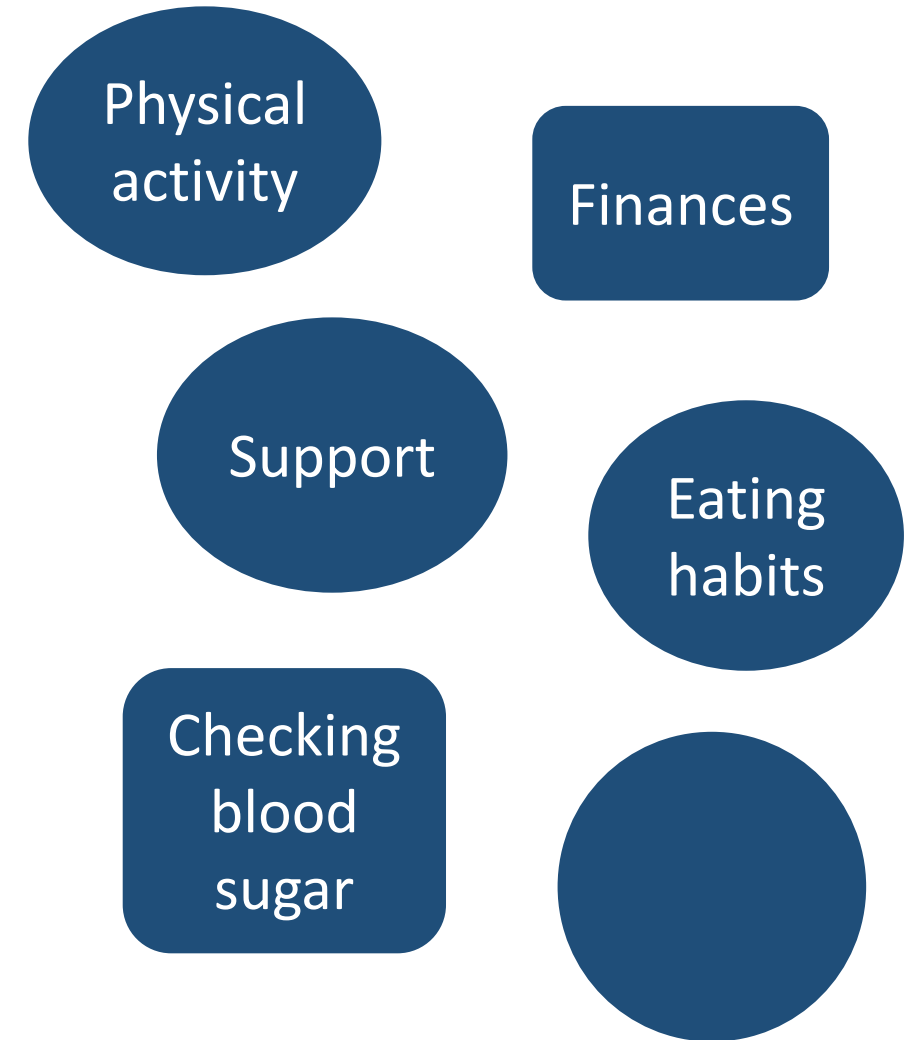 Physical
activity
Finances
Support
Eating
habits
Checking
blood
sugar